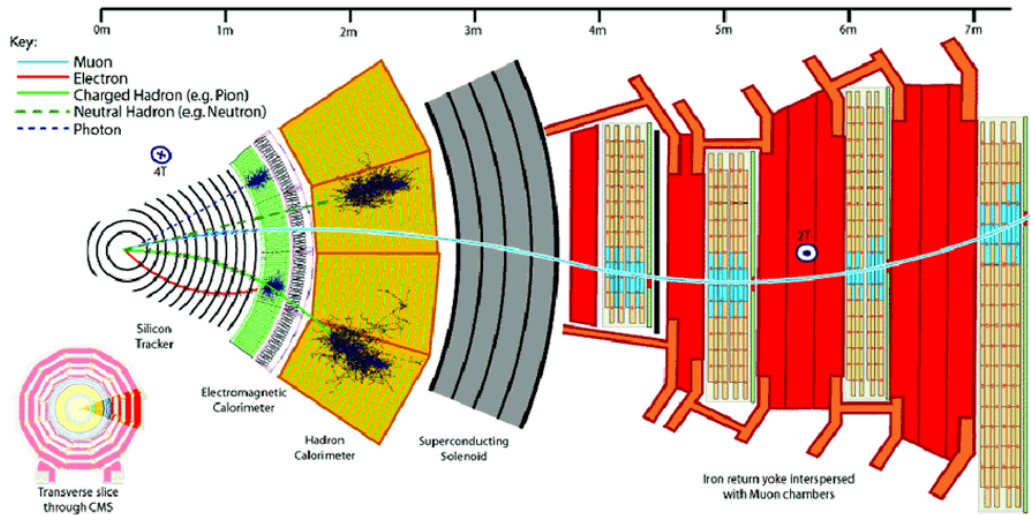 0m 1m 2m 3m 4m 5m 6m 7m
Key:
Muon
Electron
Charged Hadron (e.g. Pion)
Neutral Hadron (e.g. Neutron)
Photon
4T
2T
Silicon
Tracker
Electromagnetic
Calorimeter
Hadron
Calorimeter
Superconducting
Solenoid
Iron return yoke interspersed
with Muon chambers
Transverse slice
through CMS